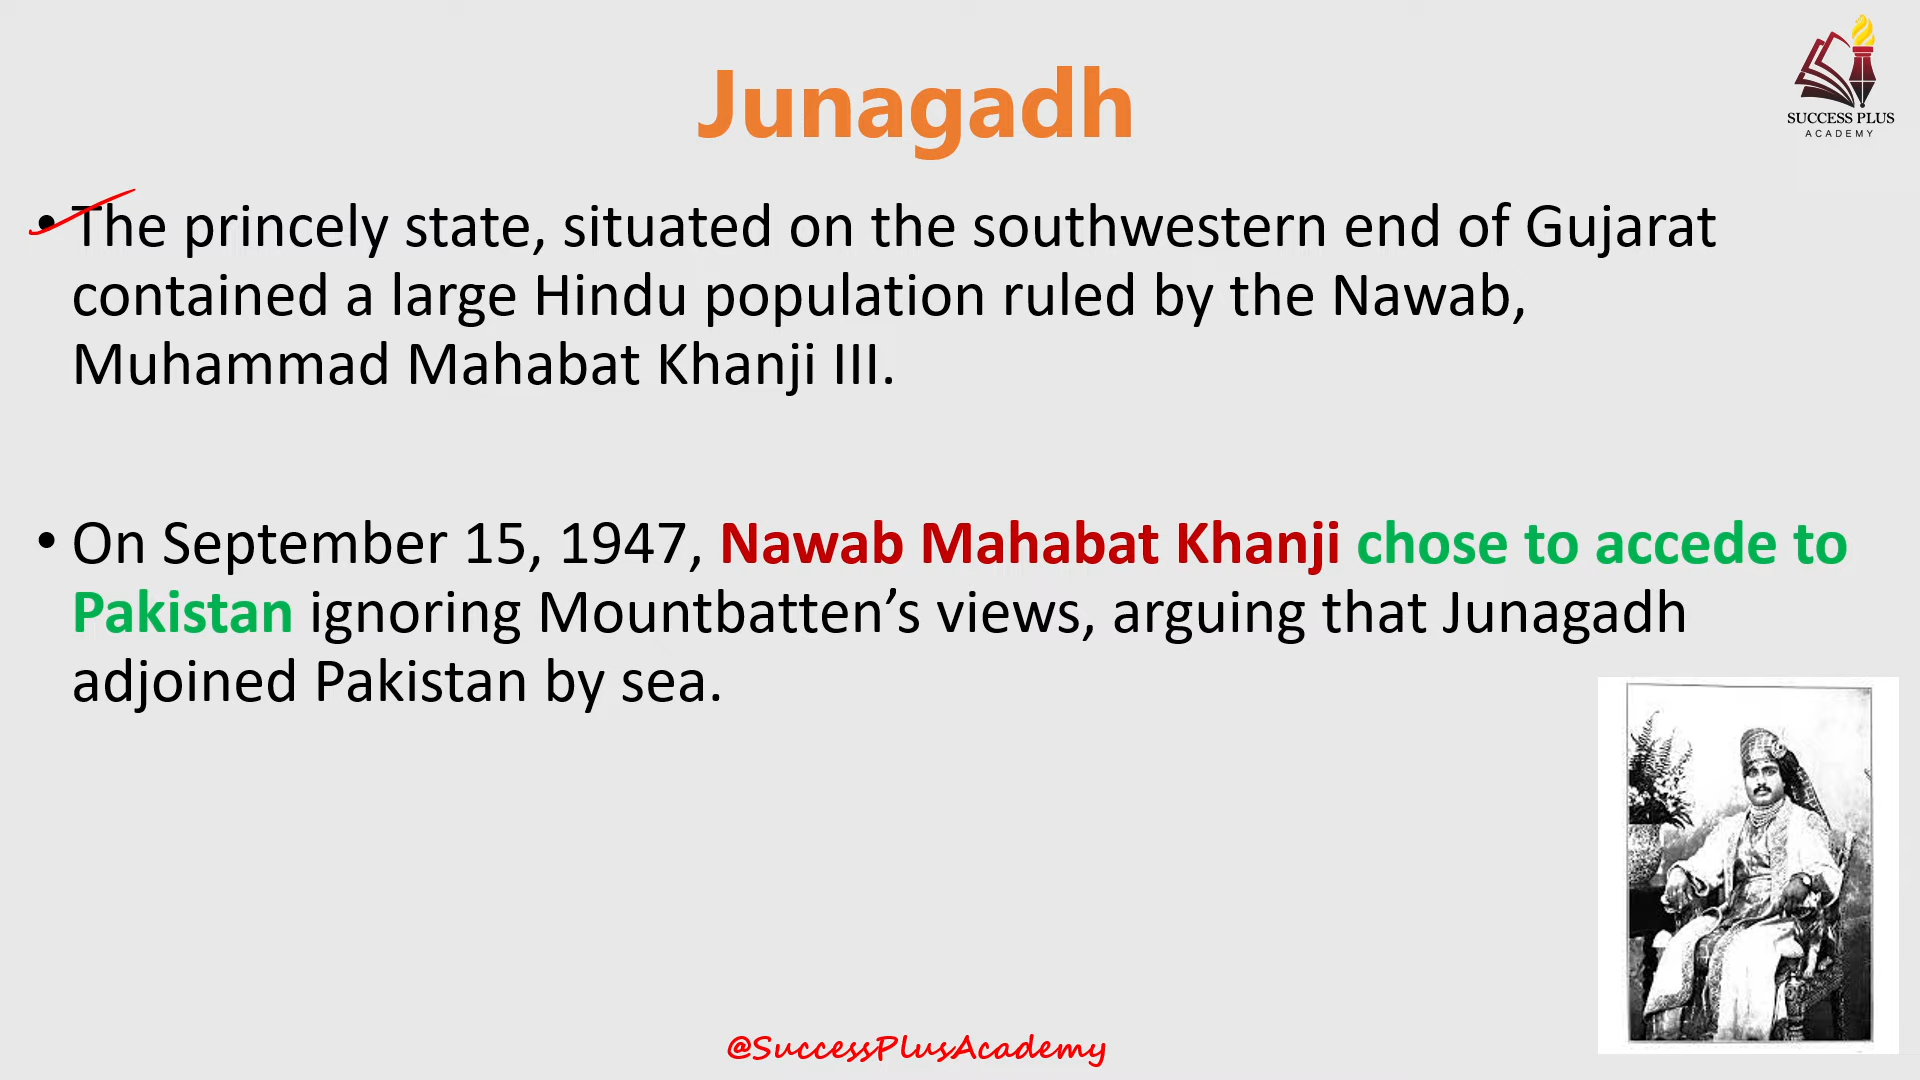 Junagadh
SUCCESS PLUS
ACADEMY
• The princely state, situated on the southwestern end of Gujarat
contained a large Hindu population ruled by the Nawab,
Muhammad Mahabat Khanji III.
• On September 15, 1947, Nawab Mahabat Khanji chose to accede to
Pakistan ignoring Mountbatten’s views, arguing that Junagadh
adjoined Pakistan by sea.
@SuccessPlusAcademy